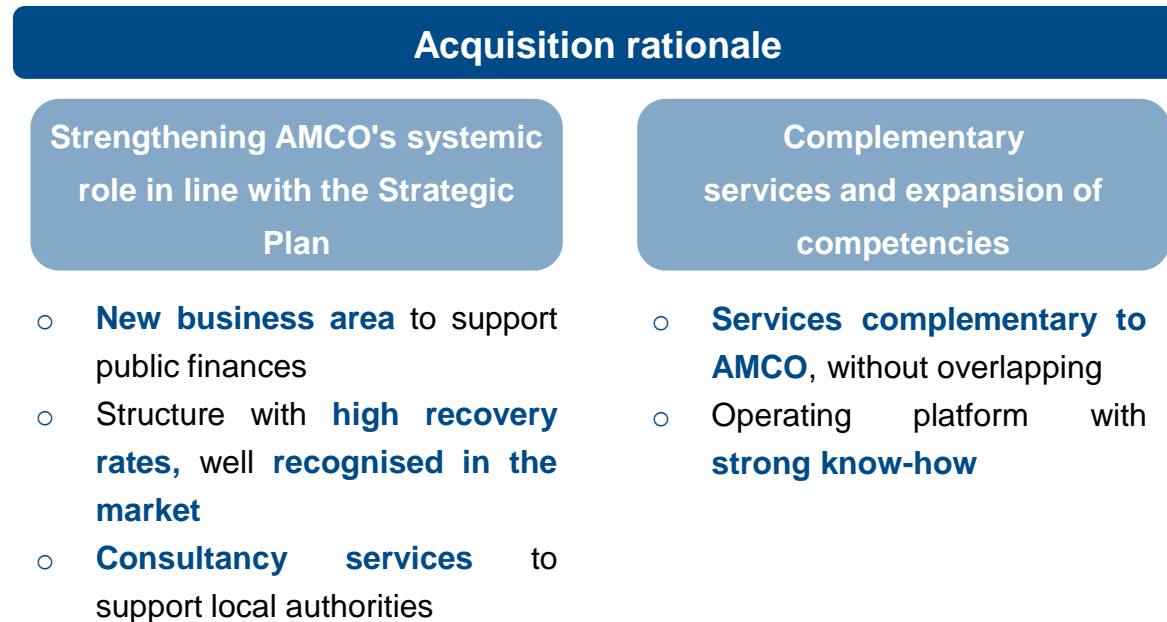 Acquisition rationale
Strengthening AMCO's systemic
role in line with the Strategic
Plan
o New business area to support
public finances
o Structure with high recovery
rates, well recognised in the
market
o Consultancy services to
support local authorities
Complementary
services and expansion of
competencies
o Services complementary to
AMCO, without overlapping
o Operating platform with
strong know-how